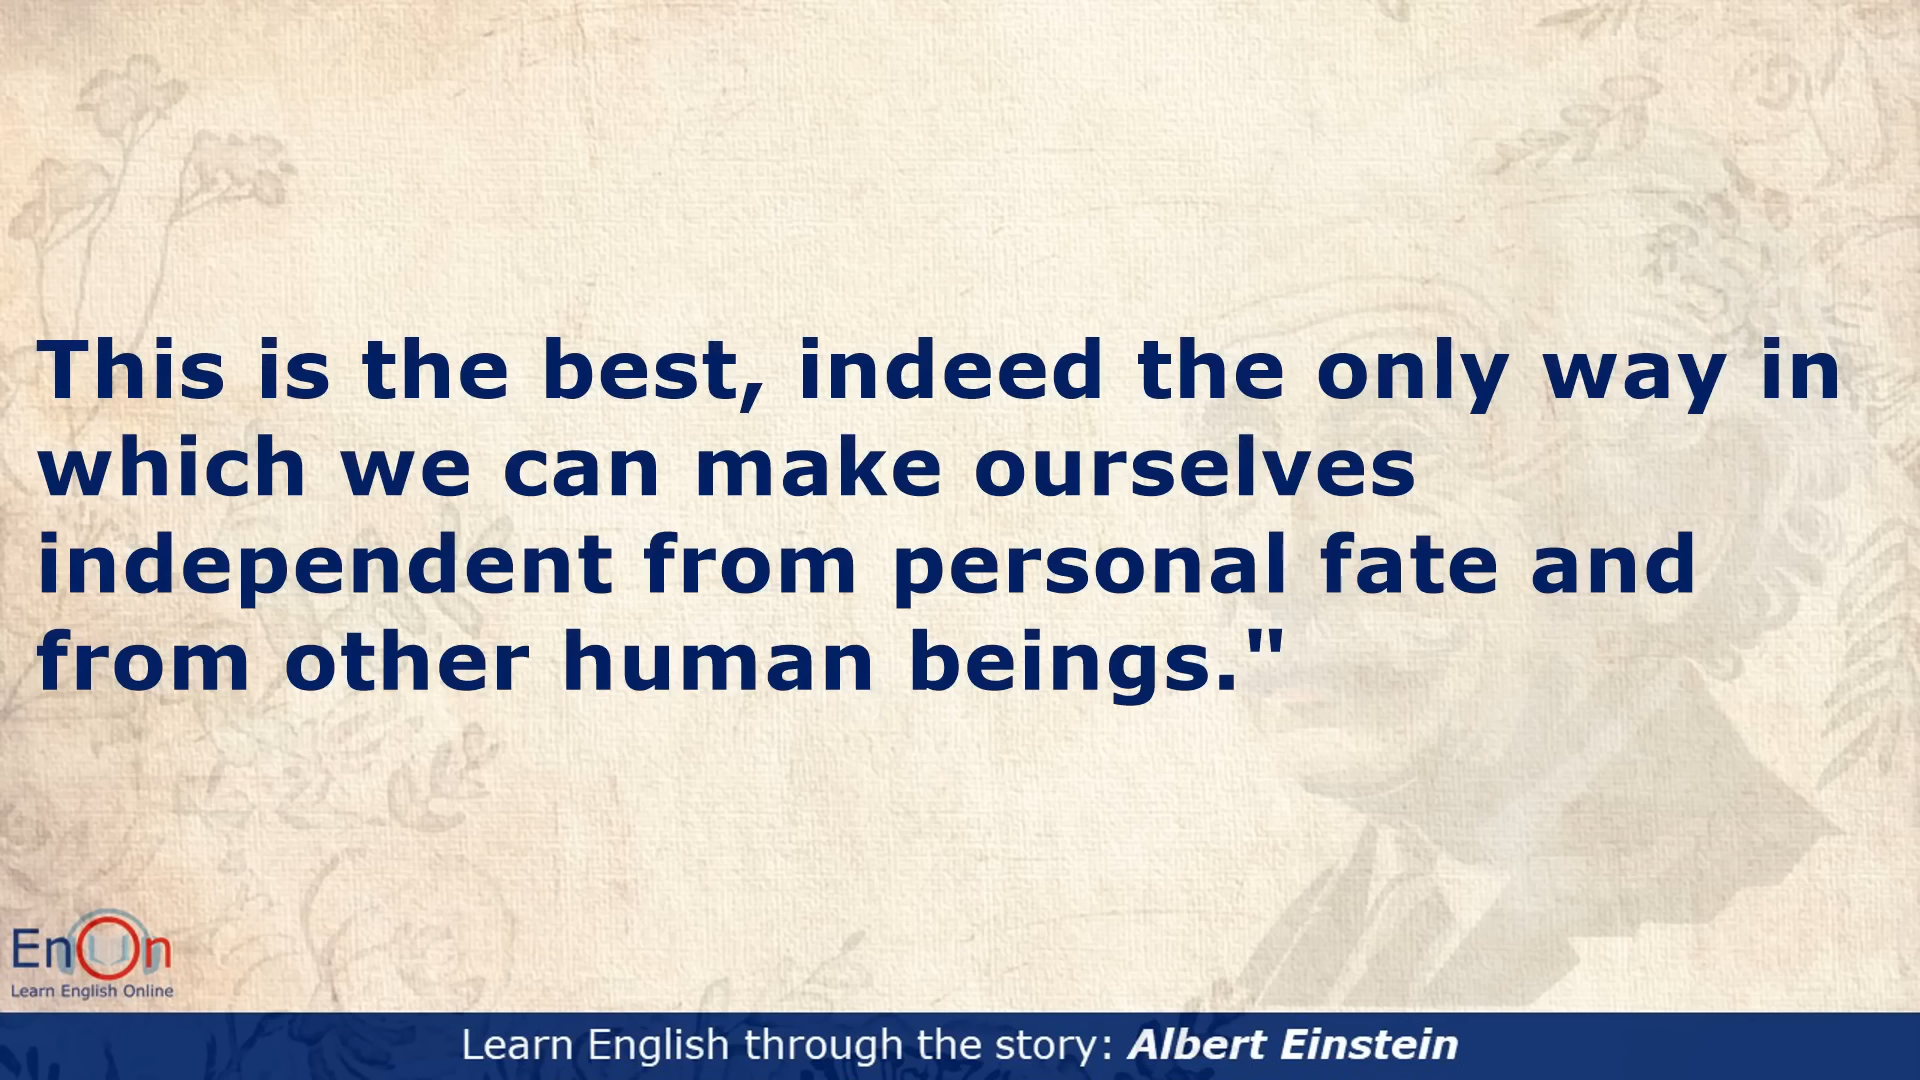 This is the best, indeed the only way in
which we can make ourselves
independent from personal fate and
from other human beings."
EnOn
Learn English Online
Learn English through the story: Albert Einstein